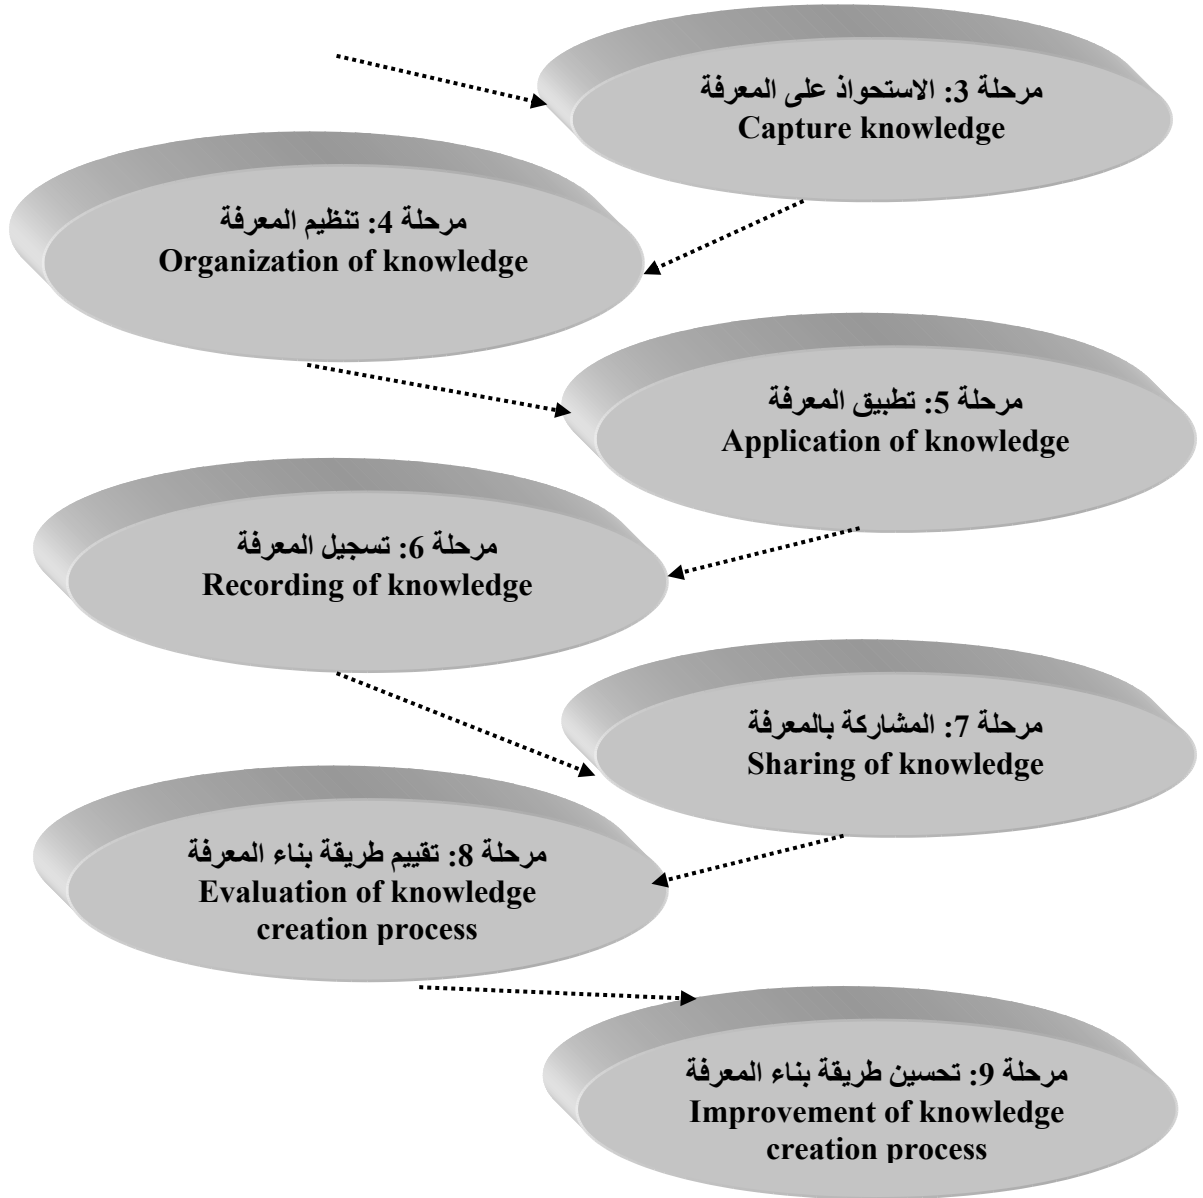 مرحلة 3: الاستحواذ على المعرفة
Capture knowledge
مرحلة 4: تنظيم المعرفة
Organization of knowledge
مرحلة 5: تطبيق المعرفة
Application of knowledge
مرحلة 6: تسجيل المعرفة
Recording of knowledge
مرحلة 7: المشاركة بالمعرفة
Sharing of knowledge
مرحلة 8: تقييم طريقة بناء المعرفة
Evaluation of knowledge
creation process
مرحلة 9: تحسين طريقة بناء المعرفة
Improvement of knowledge
creation process